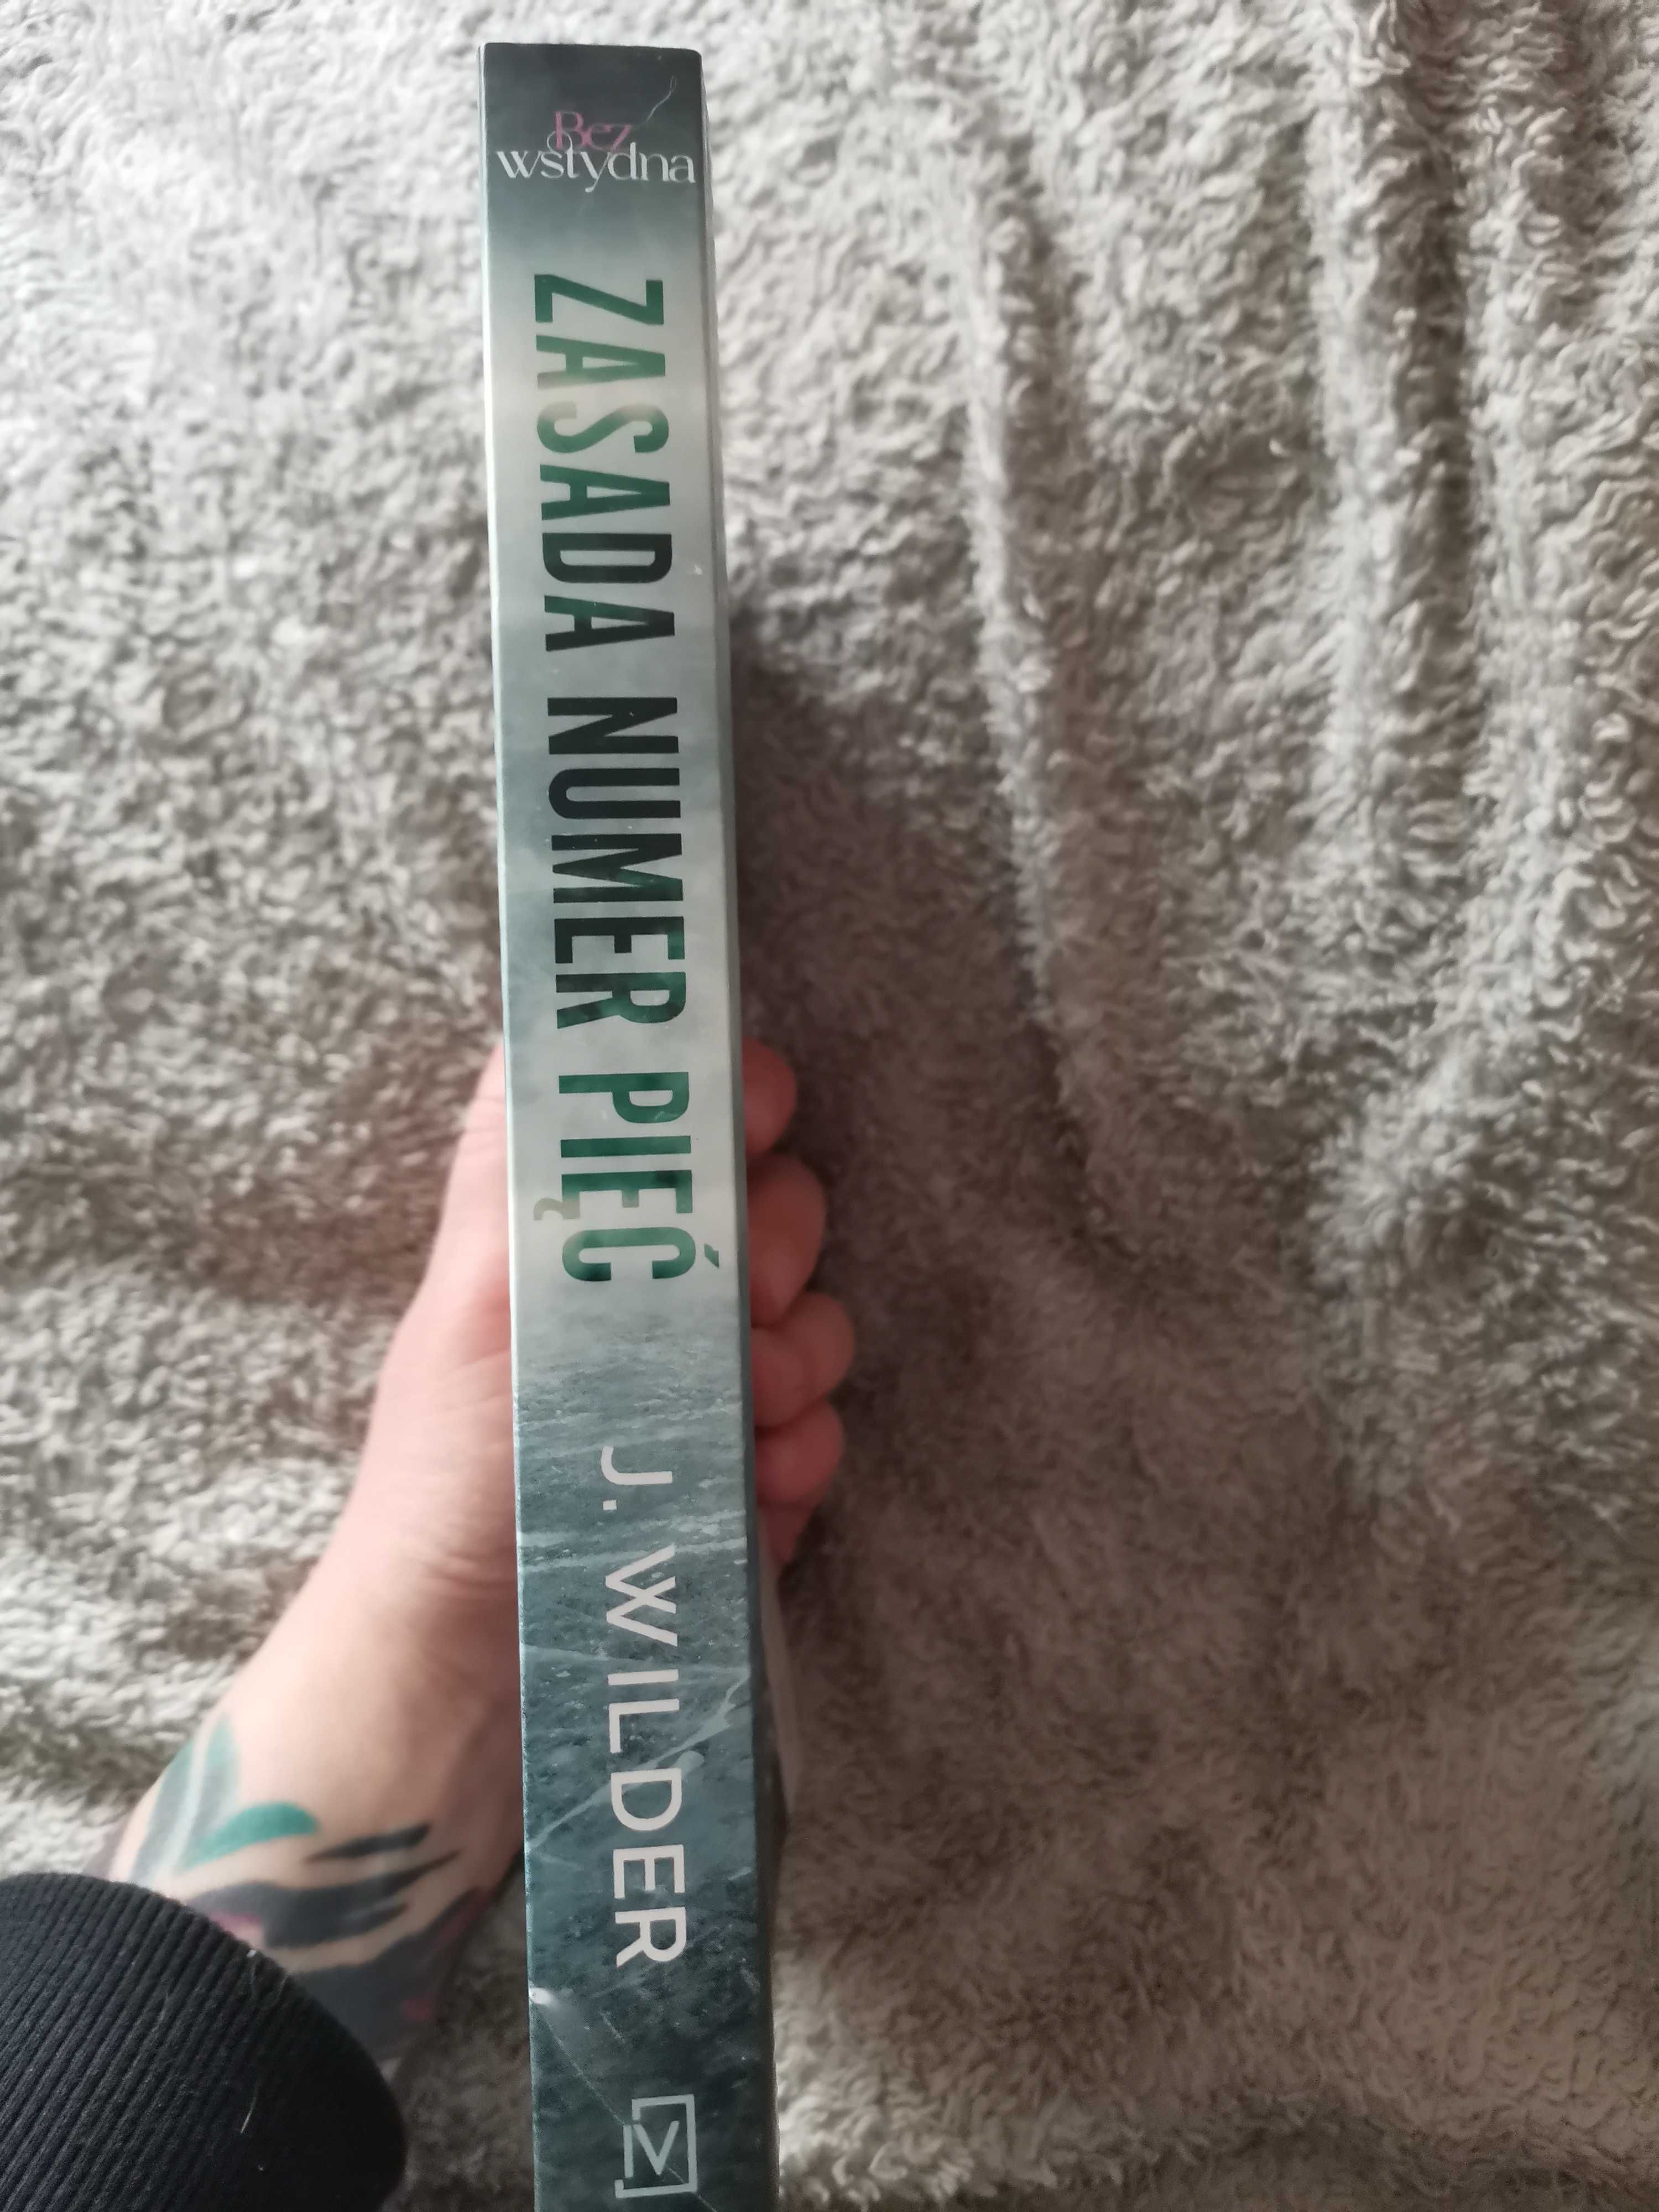 Bez
wstydna
ZASADA NUMER PIĘĆ
J. WILDER